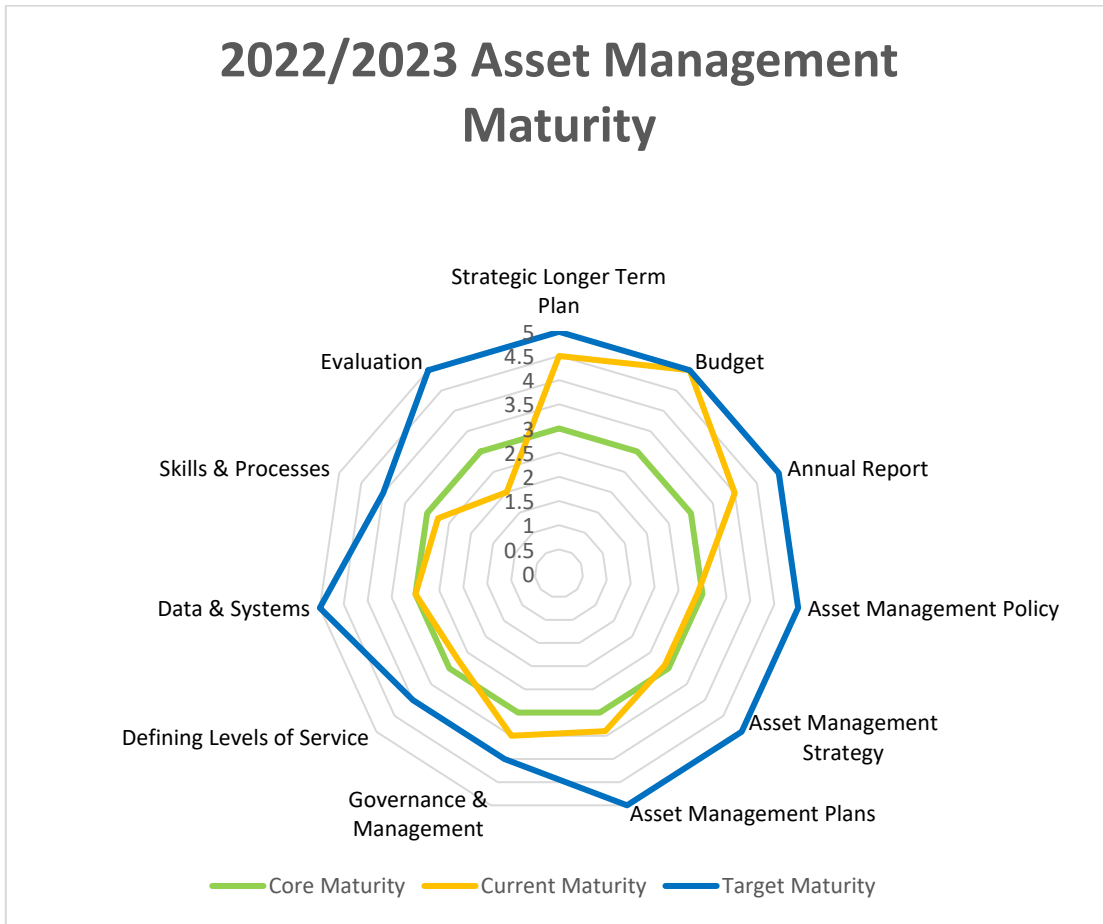 2022/2023 Asset Management
Maturity
Strategic Longer Term
Plan
Budget
Annual Report
Asset Management Policy
Asset Management
Strategy
Asset Management Plans
Governance &
Management
Defining Levels of Service
Data & Systems
Skills & Processes
Evaluation
5
4.5
4
3.5
3
2.5
2
1.5
1
0.5
0
Core Maturity
Current Maturity
Target Maturity